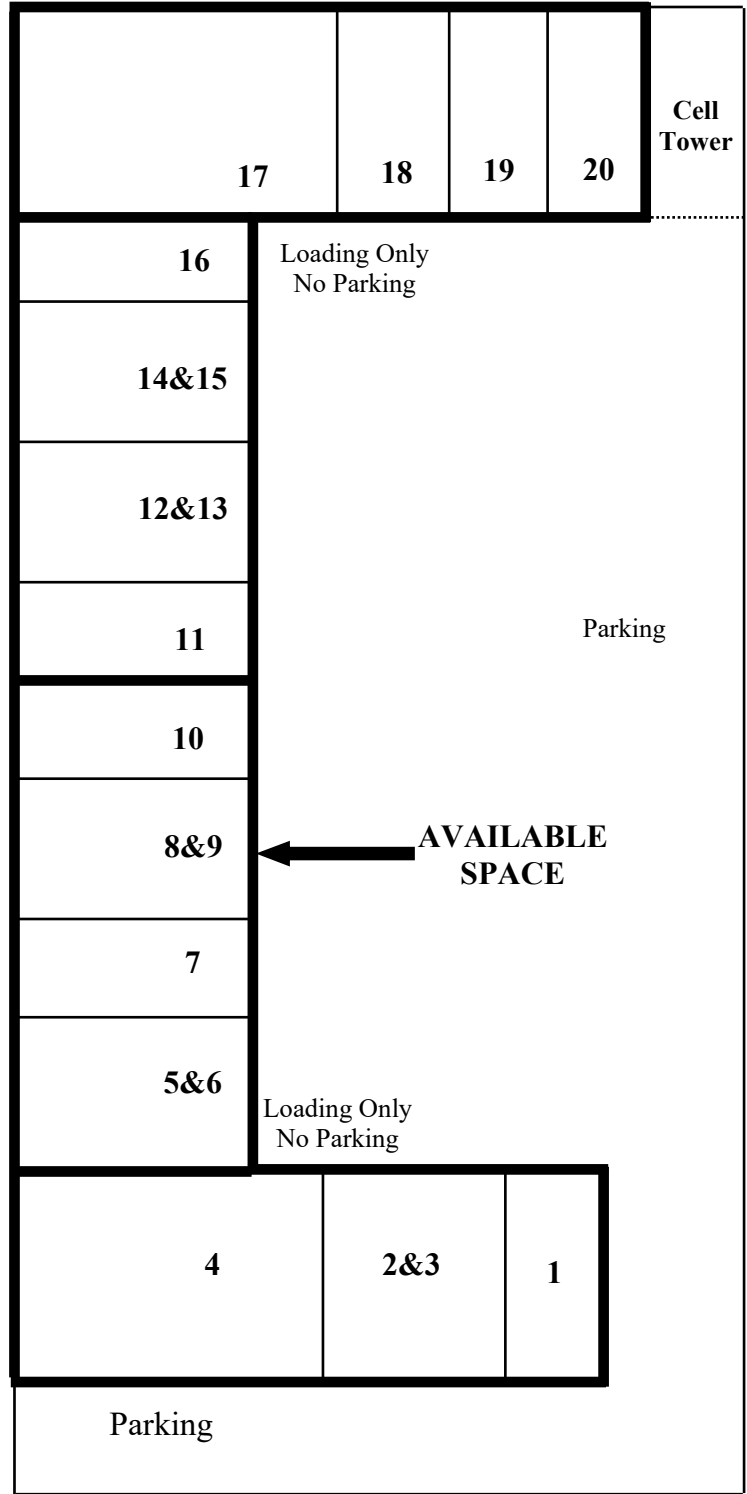 Cell
Tower
17
18
19
20
16
Loading Only
No Parking
14&15
12&13
11
Parking
10
8&9
AVAILABLE
SPACE
7
5&6
Loading Only
No Parking
4
2&3
1
Parking